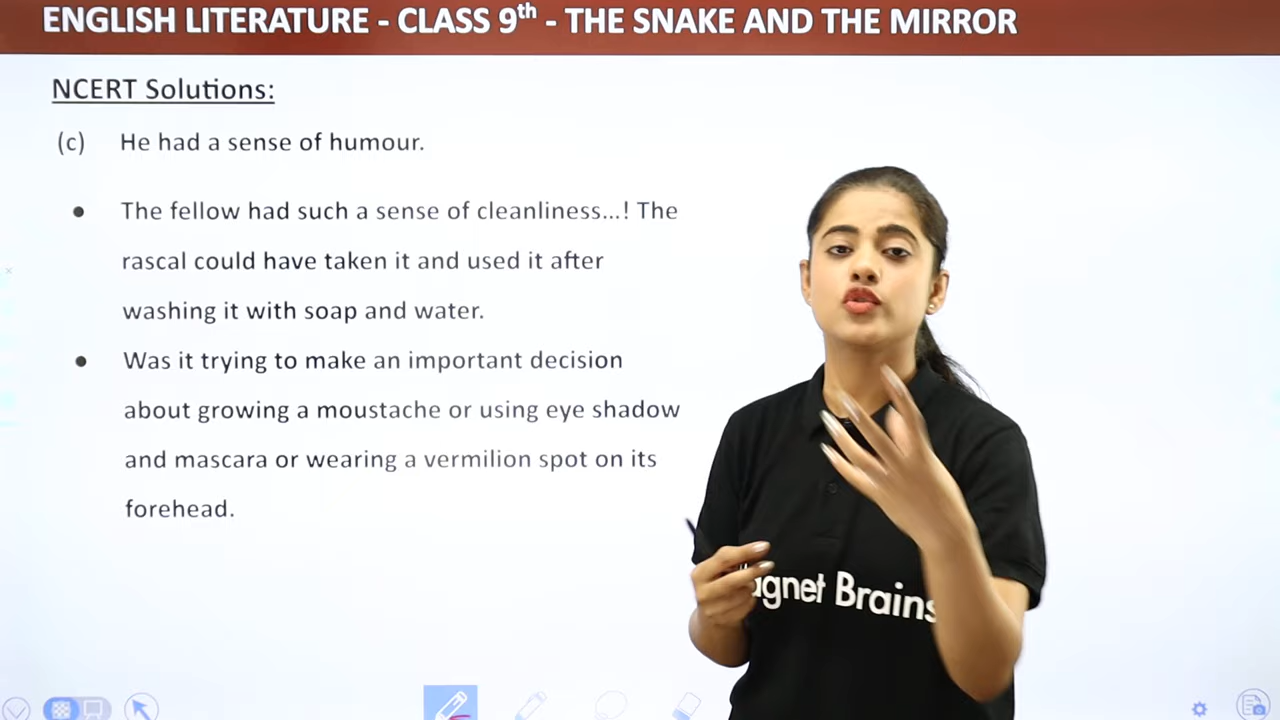 ENGLISH LITERATURE - CLASS 9th - THE SNAKE AND THE MIRROR
NCERT Solutions:
(c) He had a sense of humour.
● The fellow had such a sense of cleanliness...! The
rascal could have taken it and used it after
washing it with soap and water.
● Was it trying to make an important decision
about growing a moustache or using eye shadow
and mascara or wearing a vermilion spot on its
forehead.
agnet Brains